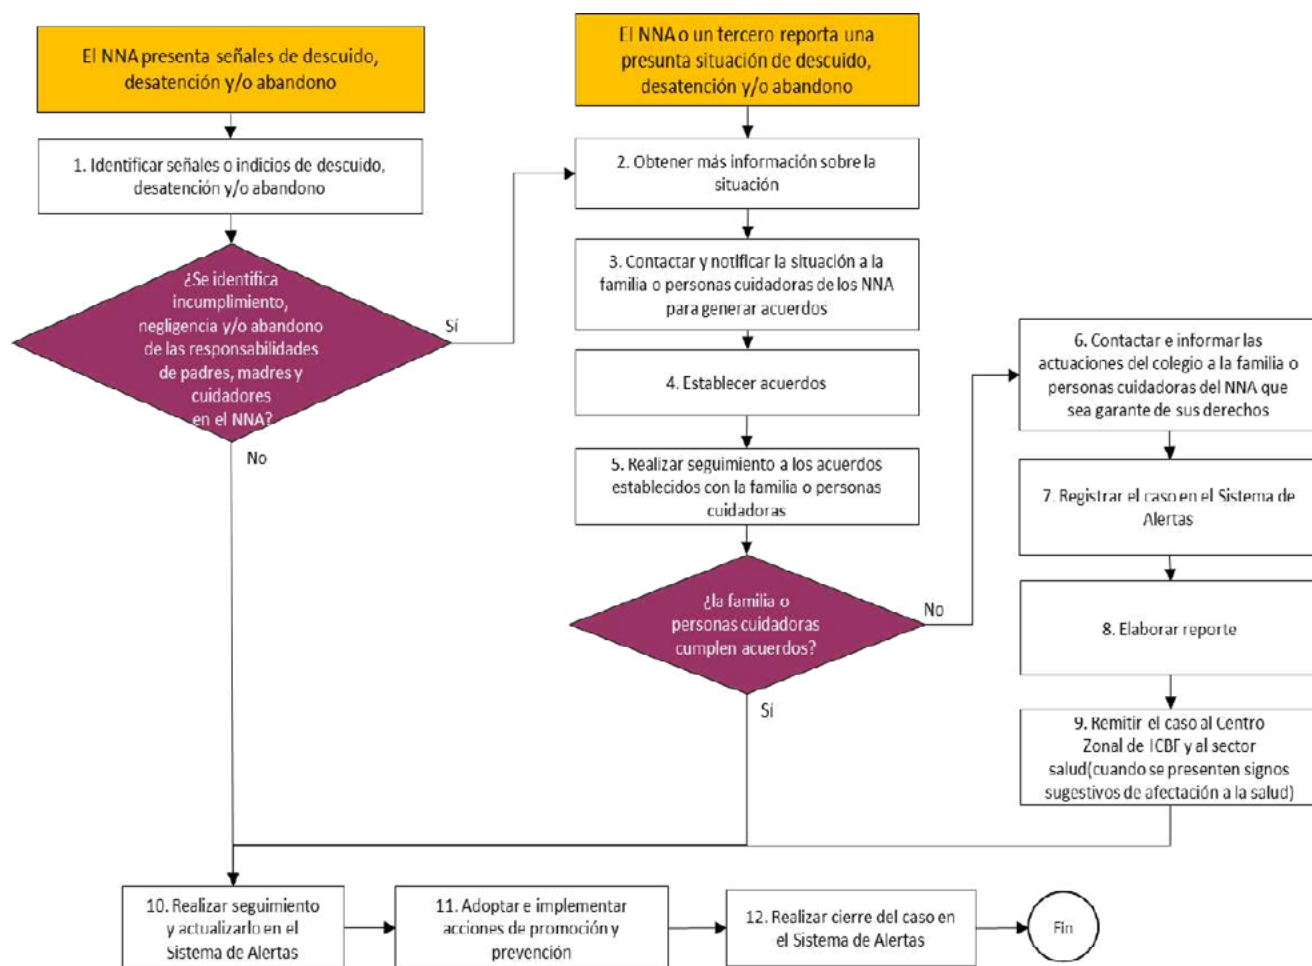 El NNA presenta señales de descuido,
desatención y/o abandono
1. Identificar señales o indicios de descuido,
desatención y/o abandono
¿Se identifica
incumplimiento,
negligencia y/o abandono
de las responsabilidades
de padres, madres y
cuidadores
en el NNA?
Sí
No
El NNA o un tercero reporta una
presunta situación de descuido,
desatención y/o abandono
2. Obtener más información sobre la
situación
3. Contactar y notificar la situación a la
familia o personas cuidadoras de los NNA
para generar acuerdos
4. Establecer acuerdos
5. Realizar seguimiento a los acuerdos
establecidos con la familia o personas
cuidadoras
¿la familia o
personas cuidadoras
cumplen acuerdos?
No
Sí
6. Contactar e informar las
actuaciones del colegio a la familia o
personas cuidadoras del NNA que
sea garante de sus derechos
7. Registrar el caso en el Sistema de
Alertas
8. Elaborar reporte
9. Remitir el caso al Centro
Zonal de ICBF y al sector
salud(cuando se presenten signos
sugestivos de afectación a la salud)
10. Realizar seguimiento
y actualizarlo en el
Sistema de Alertas
11. Adoptar e implementar
acciones de promoción y
prevención
12. Realizar cierre del caso en
el Sistema de Alertas
Fin